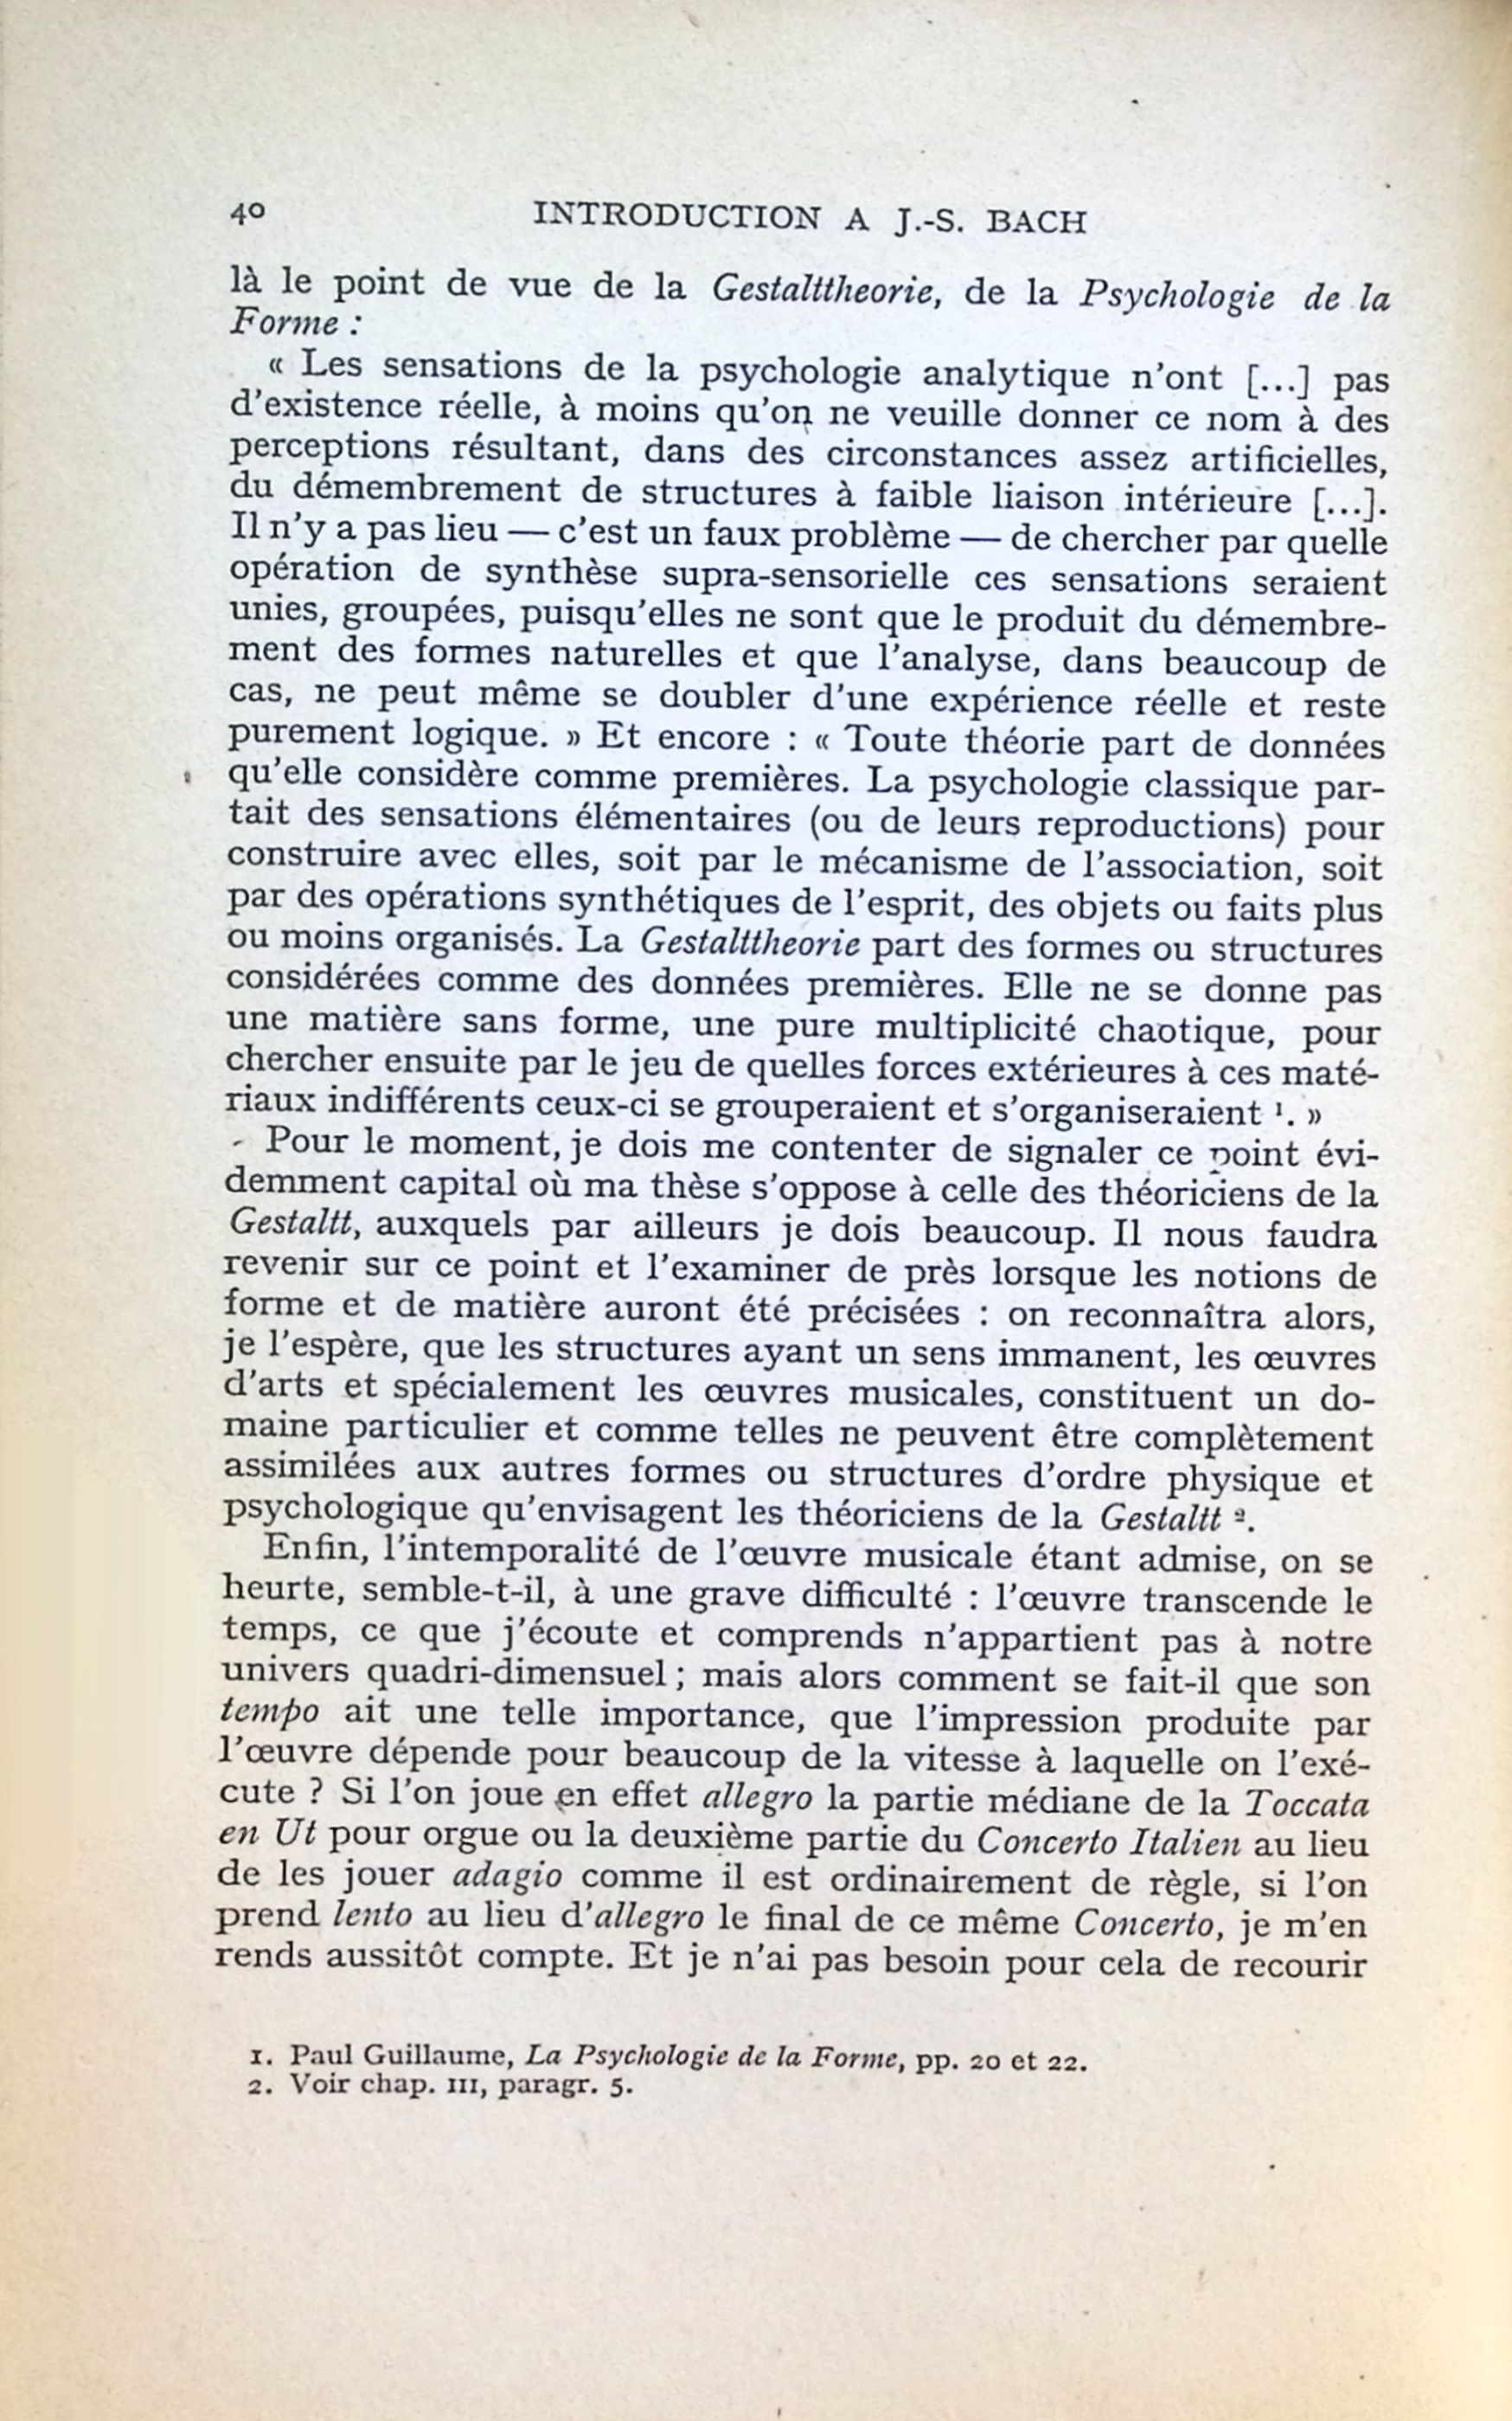 40 INTRODUCTION A J.-S. BACH
là le point de vue de la Gestalttheorie, de la Psychologie de la
Forme :
« Les sensations de la psychologie analytique n'ont [...] pas
d'existence réelle, à moins qu'on ne veuille donner ce nom à des
perceptions résultant, dans des circonstances assez artificielles,
du démembrement de structures à faible liaison intérieure [...].
Il n'y a pas lieu — c'est un faux problème — de chercher par quelle
opération de synthèse supra-sensorielle ces sensations seraient
unies, groupées, puisqu'elles ne sont que le produit du démembre-
ment des formes naturelles et que l'analyse, dans beaucoup de
cas, ne peut même se doubler d'une expérience réelle et reste
purement logique. » Et encore : « Toute théorie part de données
qu'elle considère comme premières. La psychologie classique par-
tait des sensations élémentaires (ou de leurs reproductions) pour
construire avec elles, soit par le mécanisme de l'association, soit
par des opérations synthétiques de l'esprit, des objets ou faits plus
ou moins organisés. La Gestalttheorie part des formes ou structures
considérées comme des données premières. Elle ne se donne pas
une matière sans forme, une pure multiplicité chaotique, pour
chercher ensuite par le jeu de quelles forces extérieures à ces maté-
riaux indifférents ceux-ci se grouperaient et s'organiseraient ¹. »
Pour le moment, je dois me contenter de signaler ce point évi-
demment capital où ma thèse s'oppose à celle des théoriciens de la
Gestaltt, auxquels par ailleurs je dois beaucoup. Il nous faudra
revenir sur ce point et l'examiner de près lorsque les notions de
forme et de matière auront été précisées : on reconnaîtra alors,
je l'espère, que les structures ayant un sens immanent, les œuvres
d'arts et spécialement les œuvres musicales, constituent un do-
maine particulier et comme telles ne peuvent être complètement
assimilées aux autres formes ou structures d'ordre physique et
psychologique qu'envisagent les théoriciens de la Gestaltt ².
Enfin, l'intemporalité de l'œuvre musicale étant admise, on se
heurte, semble-t-il, à une grave difficulté : l'œuvre transcende le
temps, ce que j'écoute et comprends n'appartient pas à notre
univers quadri-dimensuel ; mais alors comment se fait-il que son
tempo ait une telle importance, que l'impression produite par
l'œuvre dépende pour beaucoup de la vitesse à laquelle on l'exé-
cute ? Si l'on joue en effet allegro la partie médiane de la Toccata
en Ut pour orgue ou la deuxième partie du Concerto Italien au lieu
de les jouer adagio comme il est ordinairement de règle, si l'on
prend lento au lieu d'allegro le final de ce même Concerto, je m'en
rends aussitôt compte. Et je n'ai pas besoin pour cela de recourir
1. Paul Guillaume, La Psychologie de la Forme, pp. 20 et 22.
2. Voir chap. III, paragr. 5.